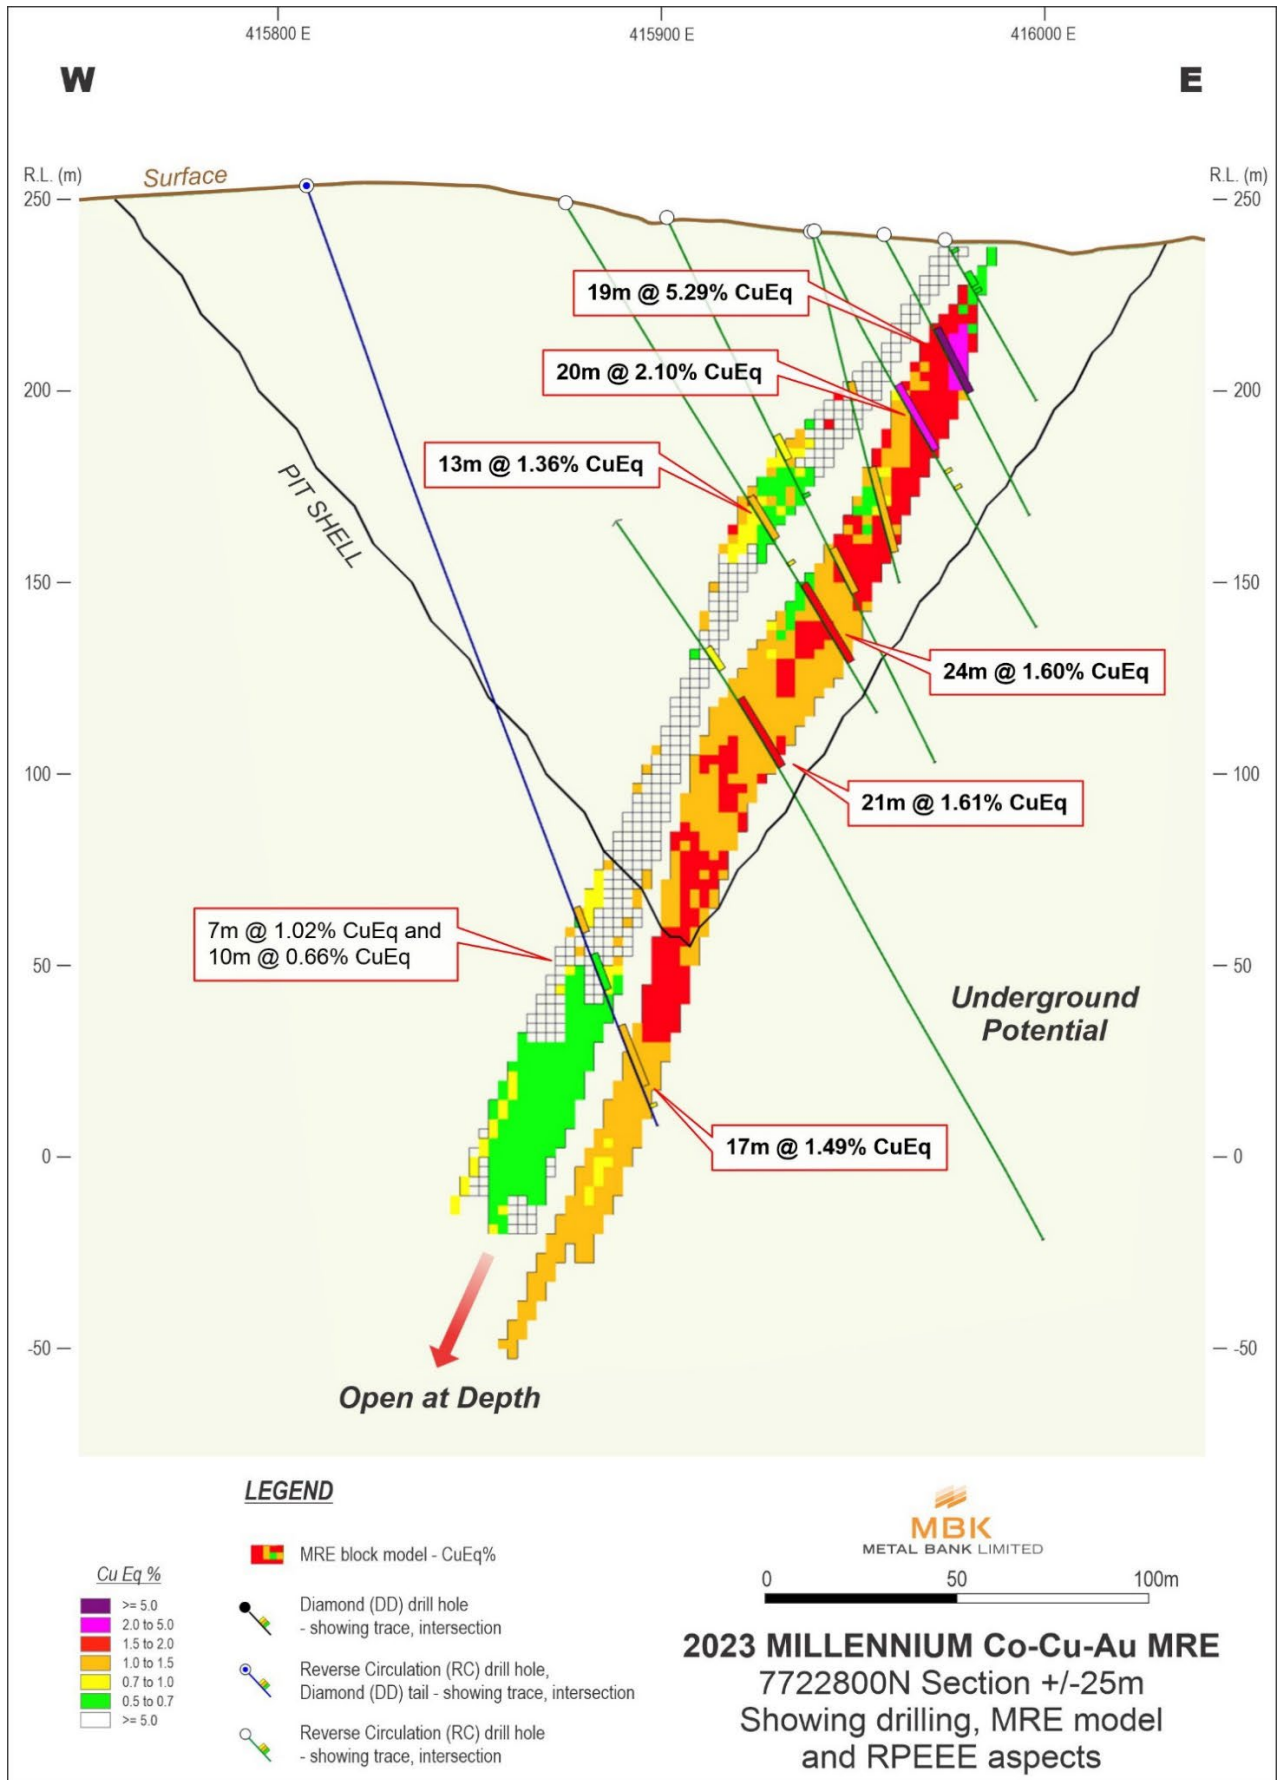 415800 E
415900 E
416000 E
W
E
R.L. (m)
Surface
R.L. (m)
250
250
19m @ 5.29% CuEq
20m @ 2.10% CuEq
200
200
13m @ 1.36% CuEq
PIT SHELL
150
150
24m @ 1.60% CuEq
100
100
21m @ 1.61% CuEq
7m @ 1.02% CuEq and
10m @ 0.66% CuEq
50
50
Underground
Potential
17m @ 1.49% CuEq
0
0
-50
-50
Open at Depth
LEGEND
MRE block model - CuEq%
Cu Eq %
>= 5.0
2.0 to 5.0
1.5 to 2.0
1.0 to 1.5
0.7 to 1.0
0.5 to 0.7
>= 5.0
Diamond (DD) drill hole
- showing trace, intersection
Reverse Circulation (RC) drill hole,
Diamond (DD) tail - showing trace, intersection
Reverse Circulation (RC) drill hole
- showing trace, intersection
MBK
METAL BANK LIMITED
0 50 100m
2023 MILLENNIUM Co-Cu-Au MRE
7722800N Section +/-25m
Showing drilling, MRE model
and RPEEE aspects